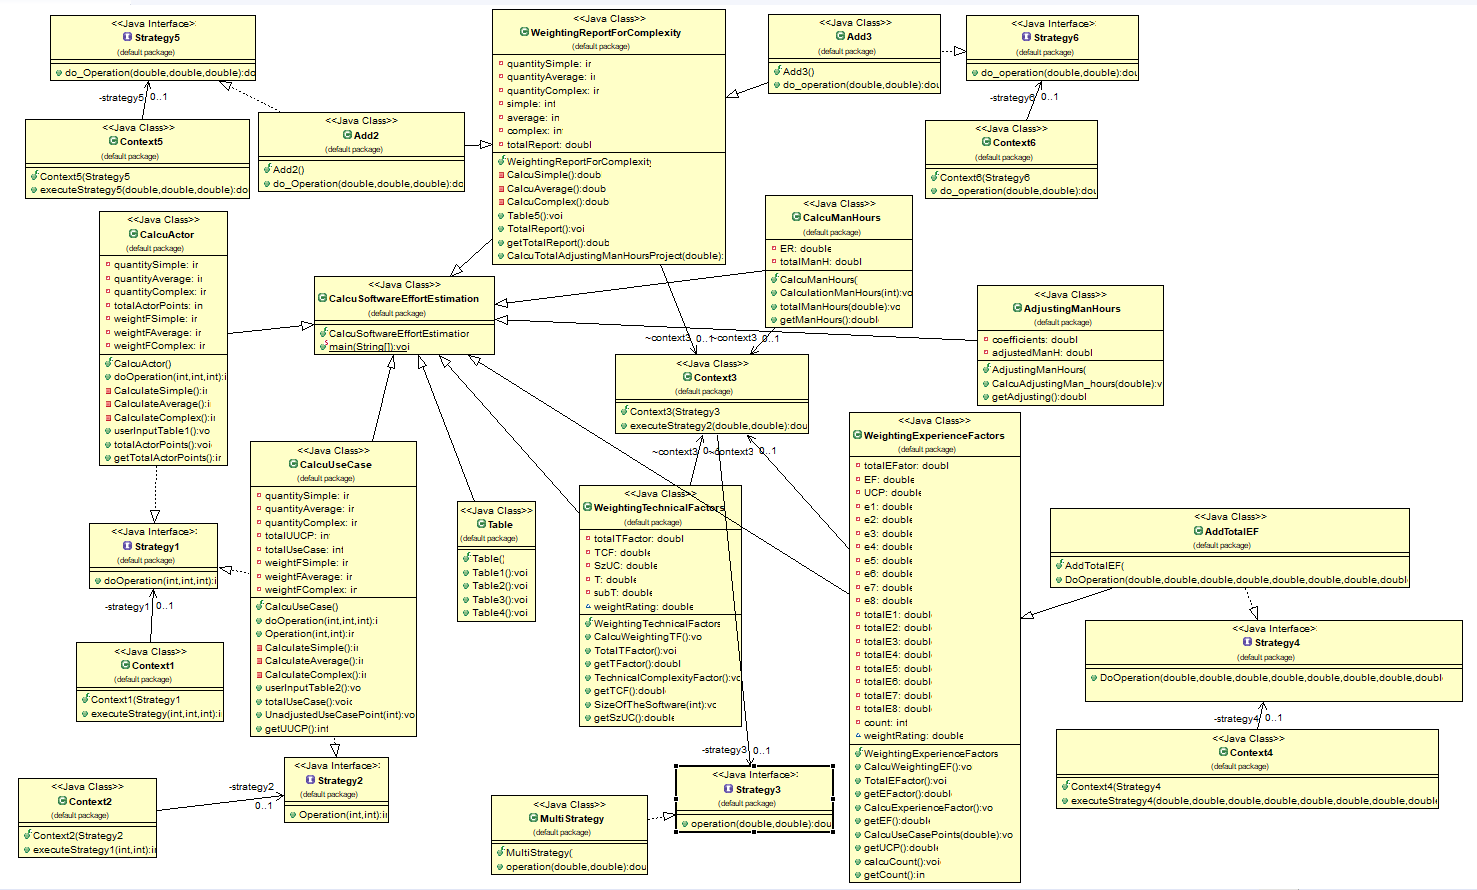 <<Java Interface>
Strategy5
(default package)
do_Operation(double,double,double):do
-strategy5
0..1
<<Java Class>>
Context5
(default package)
Context5(Strategy5
executeStrategy5(double,double,double):do
<<Java Class>>
Add2
(default package)
Add2()
do_Operation(double,double,double):do
<<Java Class>>
WeightingReportForComplexity
(default package)
quantitySimple: ir
quantityAverage: ir
quantityComplex: ir
simple: int
average: in
complex: in
totalReport: doubl
WeightingReportForComplexity
CalcuSimple():doub
CalcuAverage():doub
CalcuComplex():doub
Table5():voi
TotalReport():voi
getTotalReport():doub
CalcuTotalAdjustingManHoursProject(double):
<<Java Class>>
Add3
(default package)
Add3()
do_operation(double,double):dou
<<Java Interface>
Strategy6
(default package)
do_operation(double,double):dou
-strategy6
0..1
<<Java Class>>
Context6
(default package)
Context6(Strategy6
do_operation(double,double):dou
<<Java Class>>
CalcuActor
(default package)
quantitySimple: ir
quantityAverage: ir
quantityComplex: ir
totalActorPoints: in
weightFSimple: ir
weightFAverage: ir
weightFComplex: ir
CalcuActor()
doOperation(int,int,int):i
CalculateSimple():ir
CalculateAverage():i
CalculateComplex():i
userInputTable1():vo
totalActorPoints():voi
getTotalActorPoints():ir
<<Java Class>>
CalcuManHours
(default package)
ER: double
totalManH: doubl
CalcuManHours(
CalculationManHours(int):vo
totalManHours(double):vo
getManHours():doubl
<<Java Class>>
CalcuSoftwareEffortEstimation
(default package)
CalcuSoftwareEffortEstimation
main(String[]):voi
<<Java Class>>
AdjustingManHours
(default package)
coefficients: doubl
adjustedManH: doubl
AdjustingManHours(
CalcuAdjustingMan_hours(double):v
getAdjusting():doubl
~context3
0..1
~context3
0..1
<<Java Class>>
Context3
(default package)
Context3(Strategy3
executeStrategy2(double,double):dou
~context3
~context3
0..1
<<Java Class>>
CalcuUseCase
(default package)
quantitySimple: ir
quantityAverage: ir
quantityComplex: ir
totalUUCP: int
totalUseCase: int
weightFSimple: ir
weightFAverage: ir
weightFComplex: ir
CalcuUseCase()
doOperation(int,int,int):i
Operation(int,int):ir
CalculateSimple():i
CalculateAverage():i
CalculateComplex():i
userInputTable2():vo
totalUseCase():voic
UnadjustedUseCasePoint(int):vo
getUUCP():int
<<Java Class>>
Table
(default package)
Table()
Table1():voi
Table2():voi
Table3():voi
Table4():voi
<<Java Class>>
WeightingTechnicalFactors
(default package)
totalTFactor: doubl
TCF: double
SzUC: double
T: double
subT: double
weightRating: double
WeightingTechnicalFactors
CalcuWeightingTF():vo
TotalTFactor():voi
getTFactor():doubl
TechnicalComplexityFactor():vo
getTCF():double
SizeOfTheSoftware(int):vc
getSzUC():double
<<Java Class>>
WeightingExperienceFactors
(default package)
totalEFator: doubl
EF: double
UCP: double
e1: double
e2: double
e3: double
e4: double
e5: double
e6: double
e7: double
e8: double
totalE1: doubl
totalE2: doubl
totalE3: doubl
totalE4: doubl
totalE5: doubl
totalE6: doubl
totalE7: doubl
totalE8: doubl
count: int
weightRating: double
WeightingExperienceFactors
CalcuWeightingEF():vo
TotalEFactor():voi
getEFactor():doubl
CalcuExperienceFactor():vo
getEF():double
CalcuUseCasePoints(double):vo
getUCP():double
calcuCount():voi
getCount():in
<<Java Class>>
AddTotalEF
(default package)
AddTotalEF(
DoOperation(double,double,double,double,double,double,double,double
<<Java Interface>
Strategy4
(default package)
DoOperation(double,double,double,double,double,double,double,doubl
-strategy4
0..1
<<Java Class>>
Context4
(default package)
Context4(Strategy4
executeStrategy4(double,double,double,double,double,double,double,doub
<<Java Interface>
Strategy1
(default package)
doOperation(int,int,int):i
-strategy1
0..1
<<Java Class>>
Context1
(default package)
Context1(Strategy1
executeStrategy(int,int,int):i
<<Java Interface>
Strategy2
(default package)
Operation(int,int):ir
-strategy2
0..1
<<Java Class>>
Context2
(default package)
Context2(Strategy2
executeStrategy1(int,int):ir
-strategy3
0..1
<<Java Interface>
Strategy3
(default package)
operation(double,double):dou
<<Java Class>>
MultiStrategy
(default package)
MultiStrategy(
operation(double,double):dou